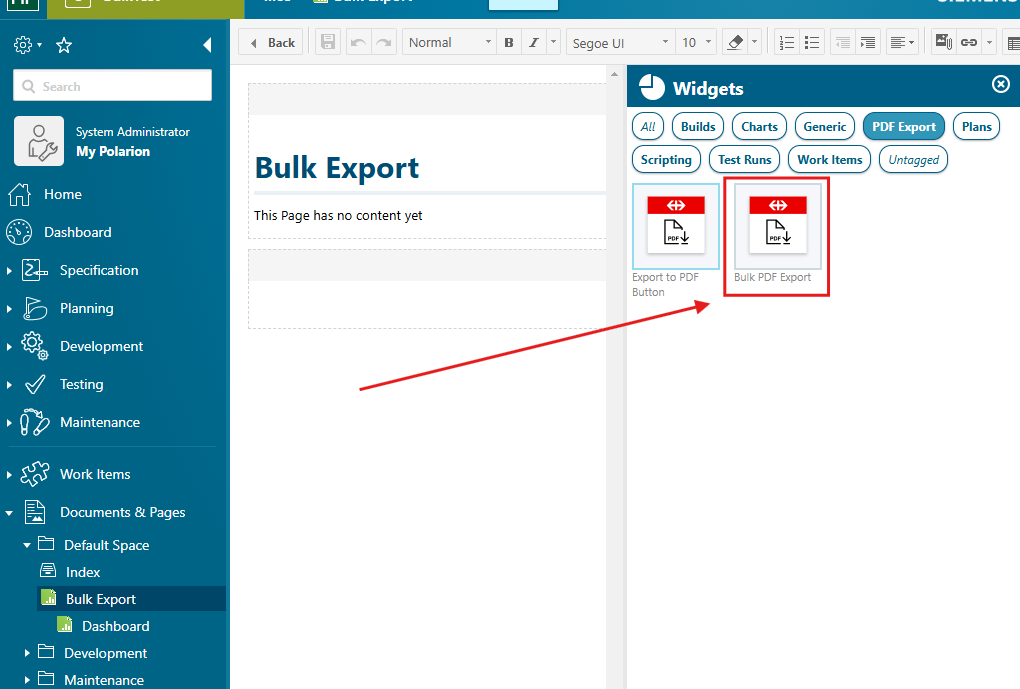 Back
Normal
B
I
Segoe UI
10
Search
System Administrator
My Polarion
Home
Dashboard
Specification
Planning
Development
Testing
Maintenance
Work Items
Documents & Pages
Default Space
Index
Bulk Export
Dashboard
Development
Maintenance
Bulk Export
This Page has no content yet
Widgets
All
Builds
Charts
Generic
PDF Export
Plans
Scripting
Test Runs
Work Items
Untagged
PDF
Export to PDF
Button
PDF
Bulk PDF Export